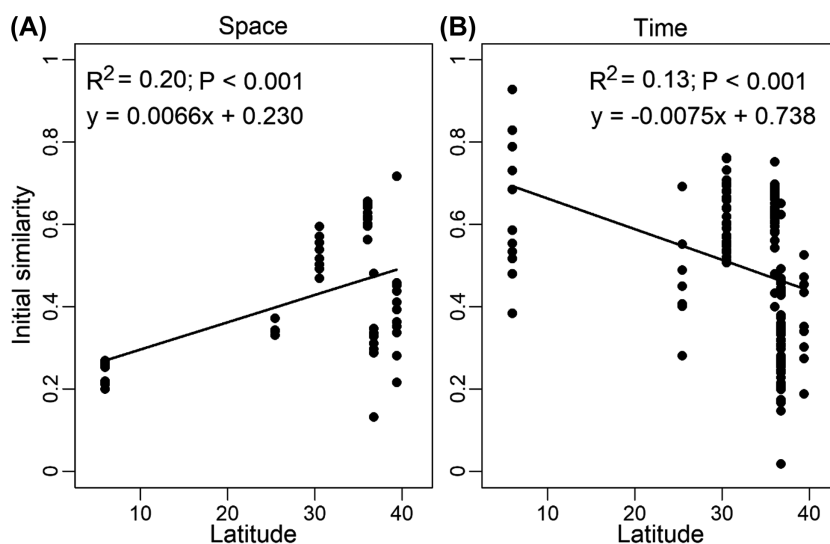 (A)
Space
R² = 0.20; P < 0.001
y = 0.0066x + 0.230
Initial similarity
1
0.8
0.6
0.4
0.2
0
10 20 30 40
Latitude
(B)
Time
R² = 0.13; P < 0.001
y = -0.0075x + 0.738
1
0.8
0.6
0.4
0.2
0
10 20 30 40
Latitude